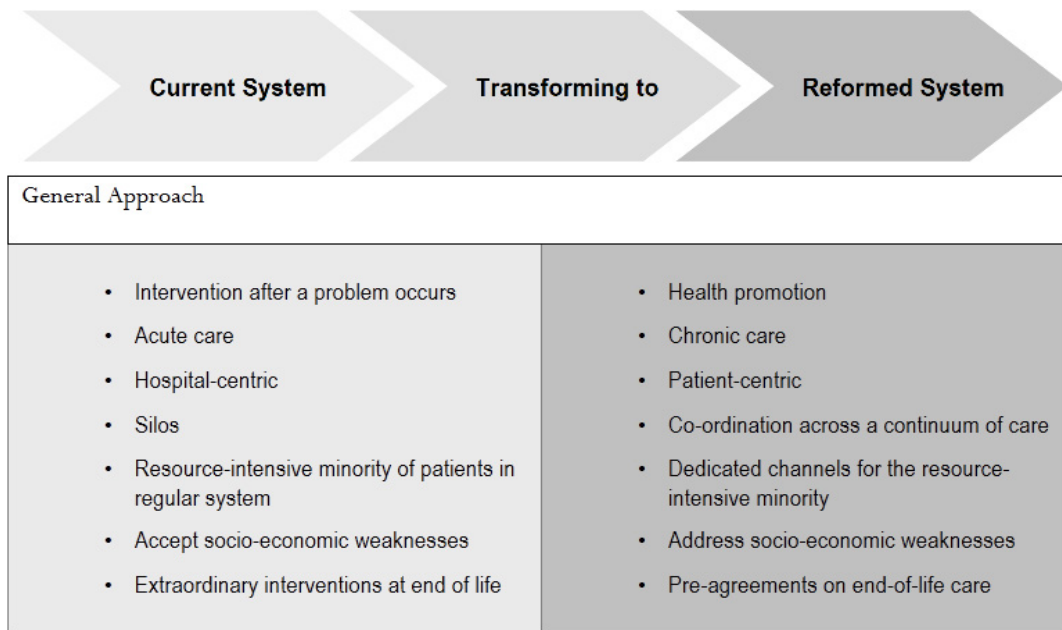 Current System
Transforming to
Reformed System
General Approach
• Intervention after a problem occurs
• Acute care
• Hospital-centric
• Silos
• Resource-intensive minority of patients in
regular system
• Accept socio-economic weaknesses
• Extraordinary interventions at end of life
• Health promotion
• Chronic care
• Patient-centric
• Co-ordination across a continuum of care
• Dedicated channels for the resource-
intensive minority
• Address socio-economic weaknesses
• Pre-agreements on end-of-life care